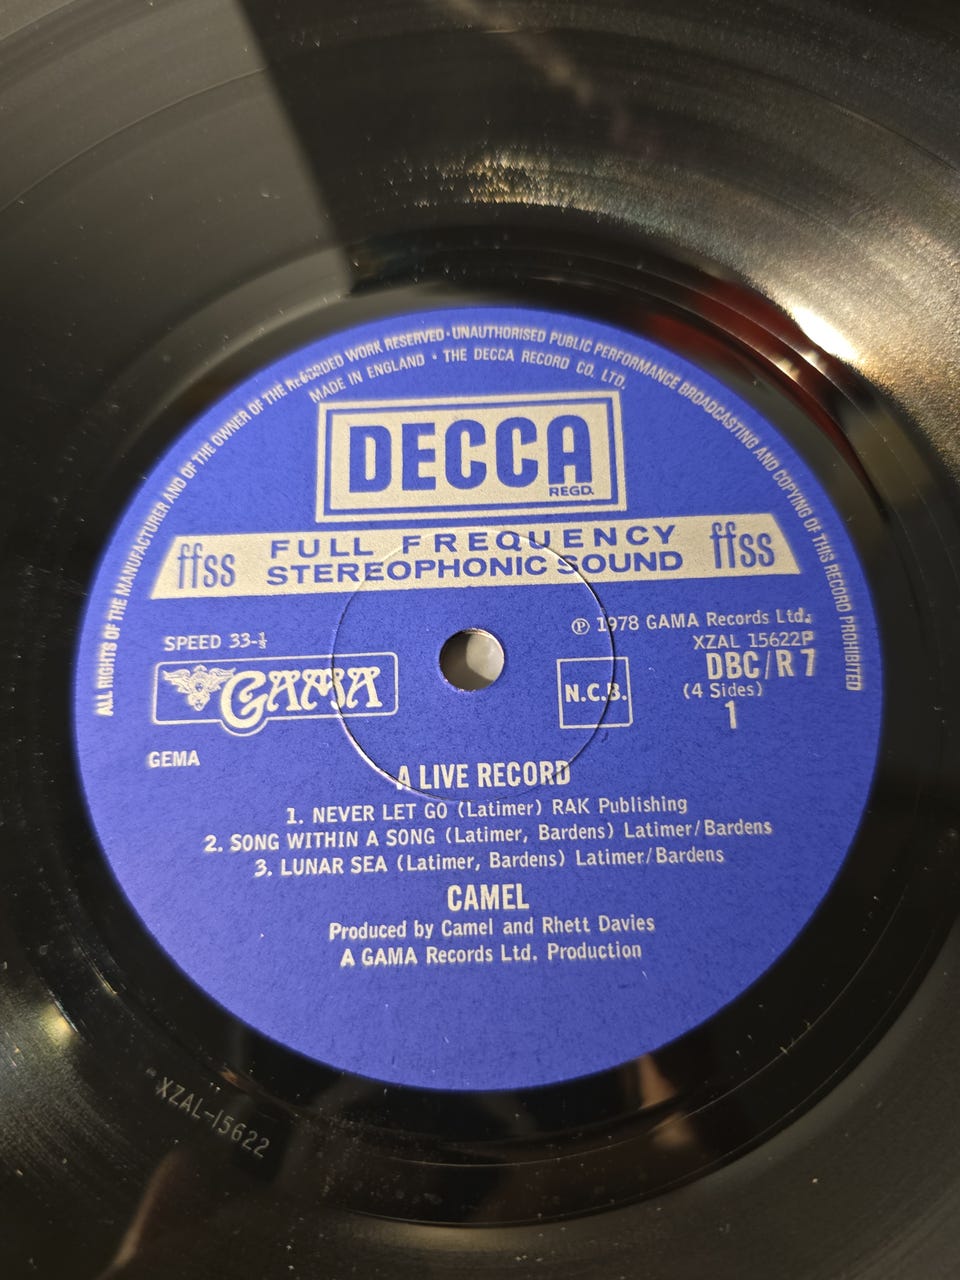 ALL RIGHTS OF THE MANUFACTURER AND OF THE OWNER OF THE RECORDED WORK RESERVED · UNAUTHORISED PUBLIC PERFORMANCE BROADCASTING AND COPYING OF THIS RECORD PROHIBITED
MADE IN ENGLAND · THE DECCA RECORD CO. LTD.
DECCA
REGD.
ffss FULL FREQUENCY ffss
STEREOPHONIC SOUND
SPEED 33-⅓
℗ 1978 GAMA Records Ltd.
XZAL 15622P
GAMA
N.C.B.
DBC/R 7
(4 Sides)
1
GEMA
A LIVE RECORD
1. NEVER LET GO (Latimer) RAK Publishing
2. SONG WITHIN A SONG (Latimer, Bardens) Latimer/Bardens
3. LUNAR SEA (Latimer, Bardens) Latimer/Bardens
CAMEL
Produced by Camel and Rhett Davies
A GAMA Records Ltd. Production
XZAL-15622